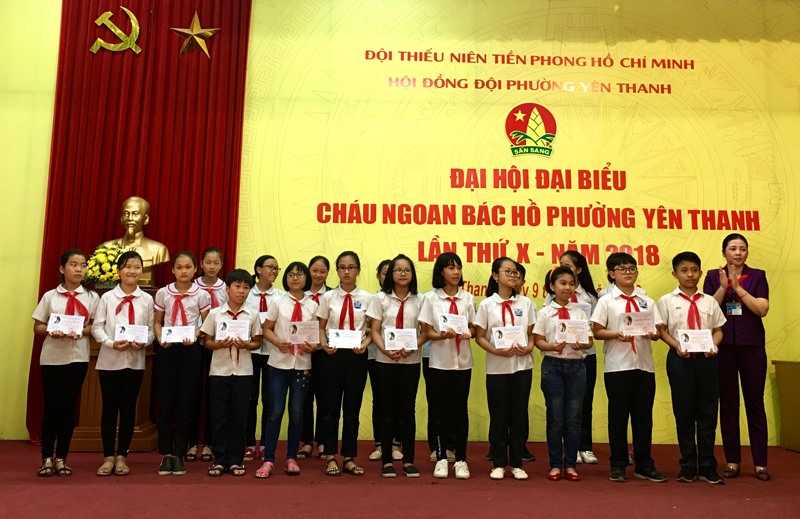 ĐỘI THIẾU NIÊN TIỀN PHONG HỒ CHÍ MINH
HỘI ĐỒNG ĐỘI PHƯỜNG YÊN THANH
SẴN SÀNG
ĐẠI HỘI ĐẠI BIỂU
CHÁU NGOAN BÁC HỒ PHƯỜNG YÊN THANH
LẦN THỨ X - NĂM 2018